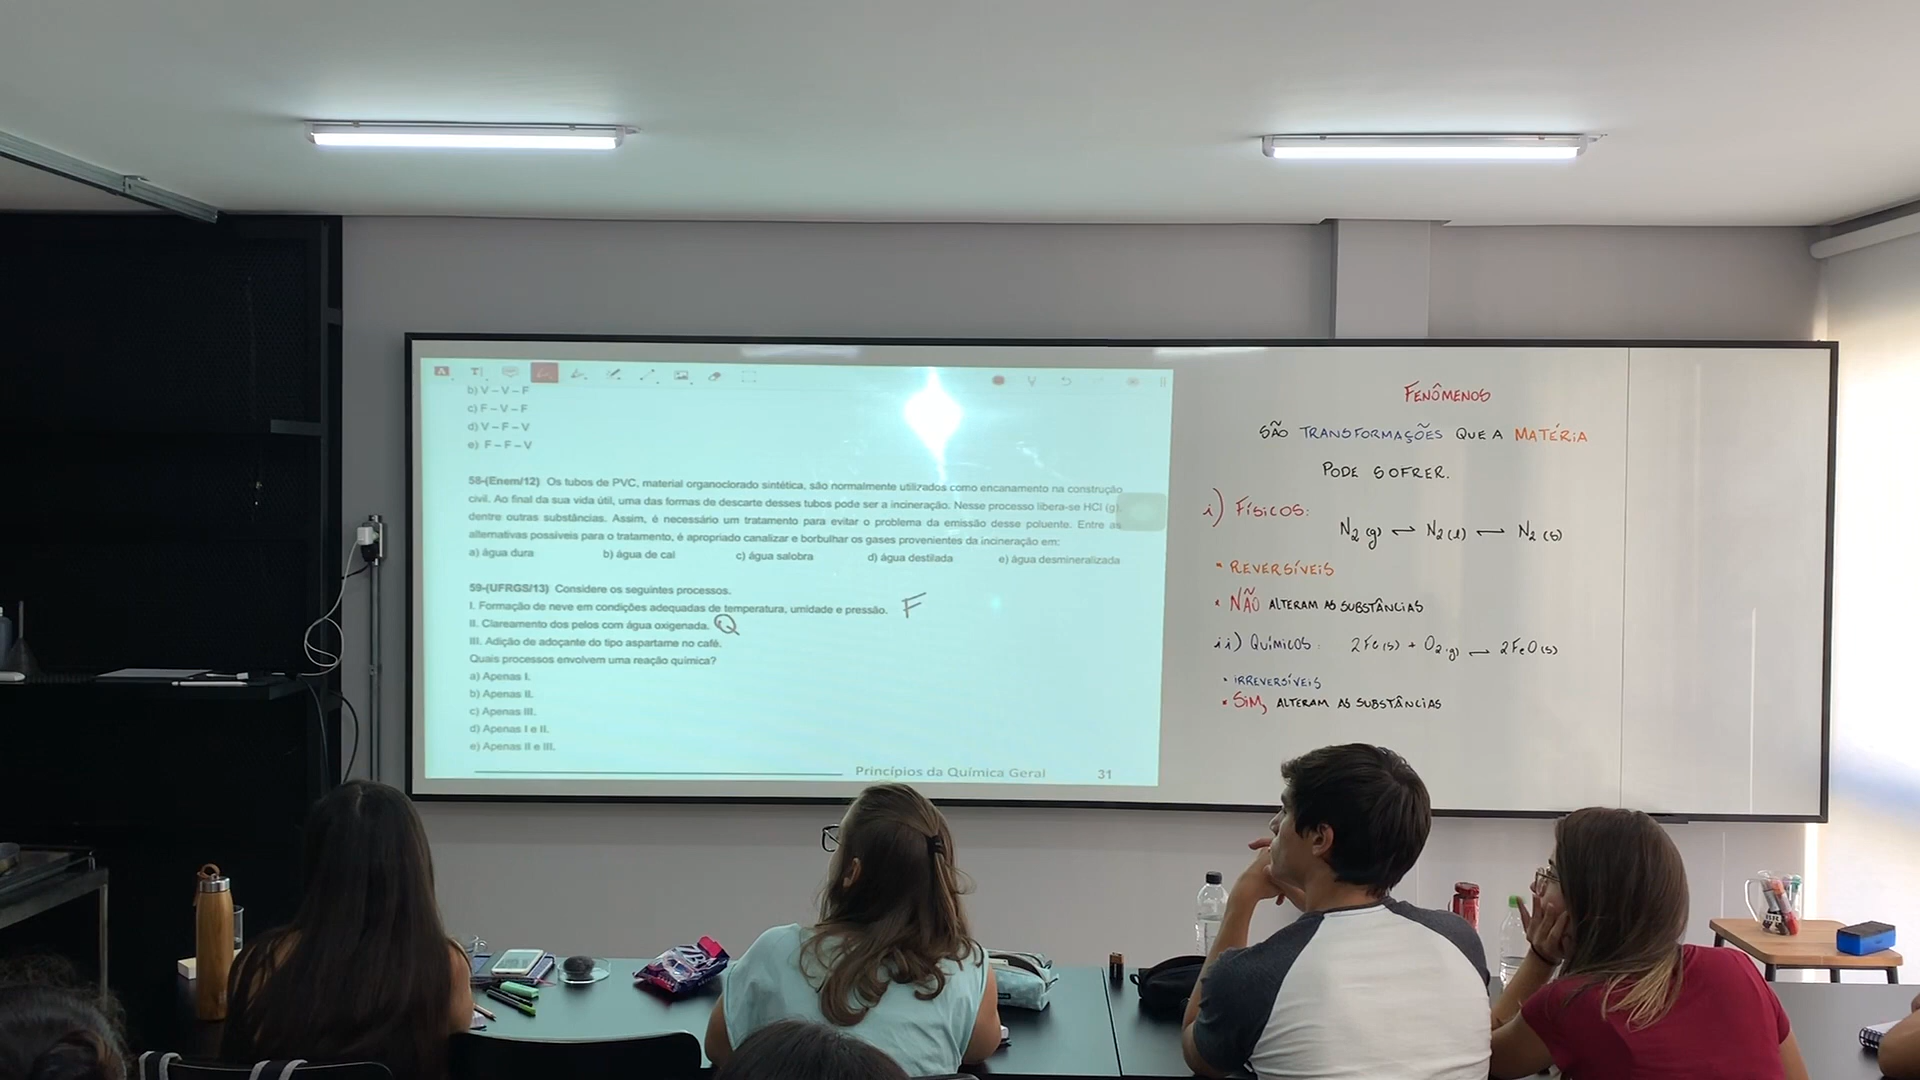 b) V – V – F
c) F – V – F
d) V – F – V
e) F – F – V
58-(Enem/12) Os tubos de PVC, material organoclorado sintética, são normalmente utilizados como encanamento na construção
civil. Ao final da sua vida útil, uma das formas de descarte desses tubos pode ser a incineração. Nesse processo libera-se HCl (g)
dentre outras substâncias. Assim, é necessário um tratamento para evitar o problema da emissão desse poluente. Entre as
alternativas possíveis para o tratamento, é apropriado canalizar e borbulhar os gases provenientes da incineração em:
a) água dura b) água de cal c) água salobra d) água destilada e) água desmineralizada
59-(UFRGS/13) Considere os seguintes processos.
I. Formação de neve em condições adequadas de temperatura, umidade e pressão. F
II. Clareamento dos pelos com água oxigenada. Q
III. Adição de adoçante do tipo aspartame no café.
Quais processos envolvem uma reação química?
a) Apenas I.
b) Apenas II.
c) Apenas III.
d) Apenas I e II.
e) Apenas II e III.
Princípios da Química Geral 31
FENÔMENOS
SÃO TRANSFORMAÇÕES QUE A MATÉRIA
PODE SOFRER.
i) FÍSICOS:
N2(g) ⇌ N2(l) ⇌ N2(s)
• REVERSÍVEIS
• NÃO ALTERAM AS SUBSTÂNCIAS
ii) QUÍMICOS: 2Fe(s) + O2(g) ⇌ 2FeO(s)
• IRREVERSÍVEIS
• SIM, ALTERAM AS SUBSTÂNCIAS